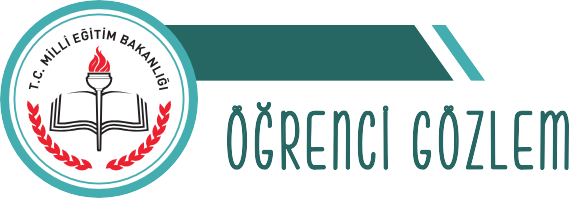 T.C. MİLLİ EĞİTİM BAKANLIĞI
ÖĞRENCİ GÖZLEM